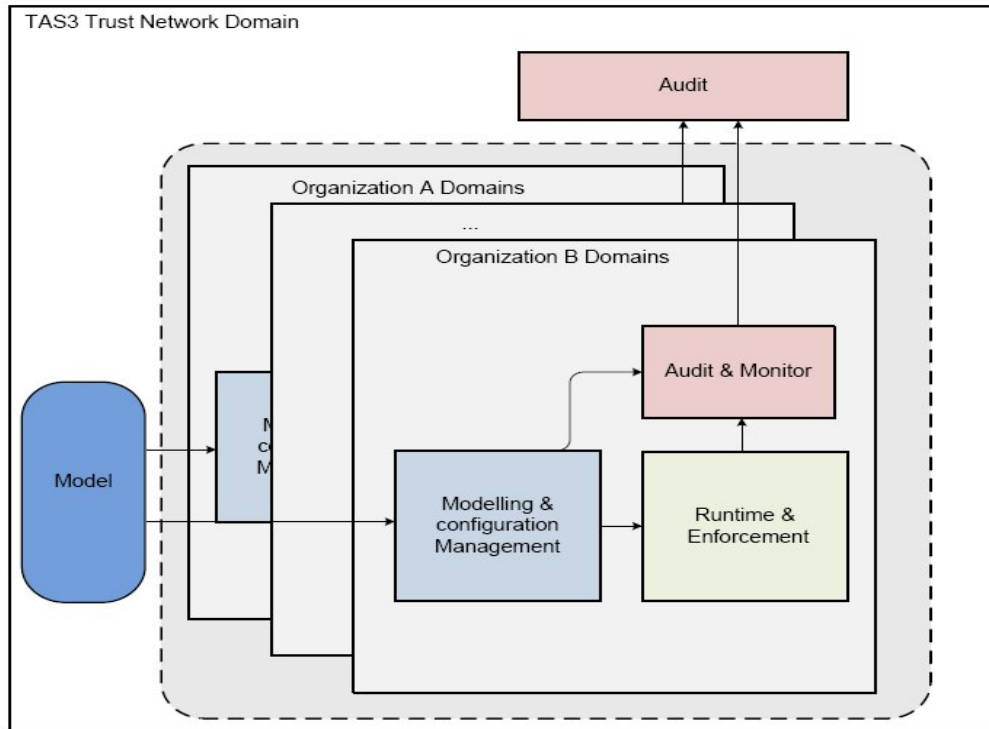 TAS3 Trust Network Domain
Audit
Organization A Domains
...
Organization B Domains
Audit & Monitor
Model
Modelling &
configuration
Management
Runtime &
Enforcement